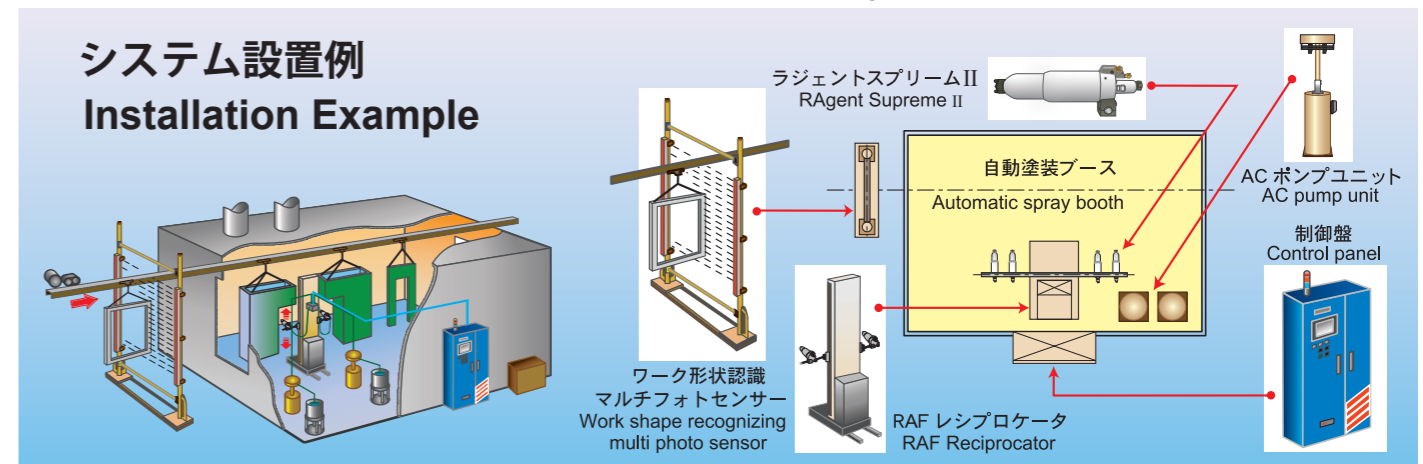 システム設置例
Installation Example
ラジェントスプリームⅡ
RAgent Supreme Ⅱ
自動塗装ブース
Automatic spray booth
AC ポンプユニット
AC pump unit
制御盤
Control panel
ワーク形状認識
マルチフォトセンサー
Work shape recognizing
multi photo sensor
RAF レシプロケータ
RAF Reciprocator